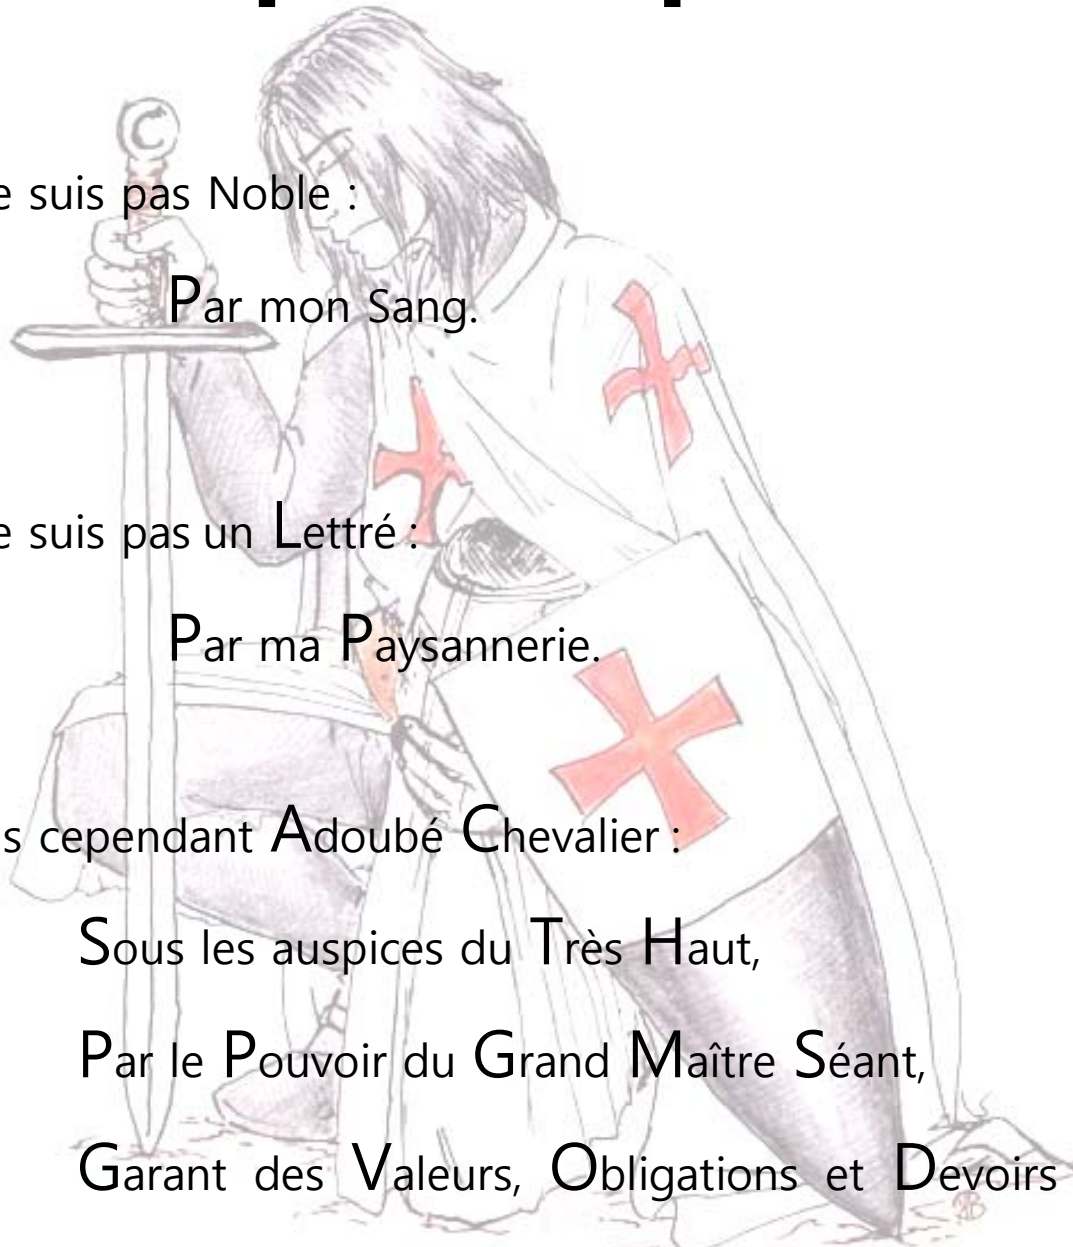 e suis pas Noble :
Par mon Sang.
e suis pas un Lettré :
Par ma Paysannerie.
s cependant Adoubé Chevalier :
Sous les auspices du Très Haut,
Par le Pouvoir du Grand Maître Séant,
Garant des Valeurs, Obligations et Devoirs